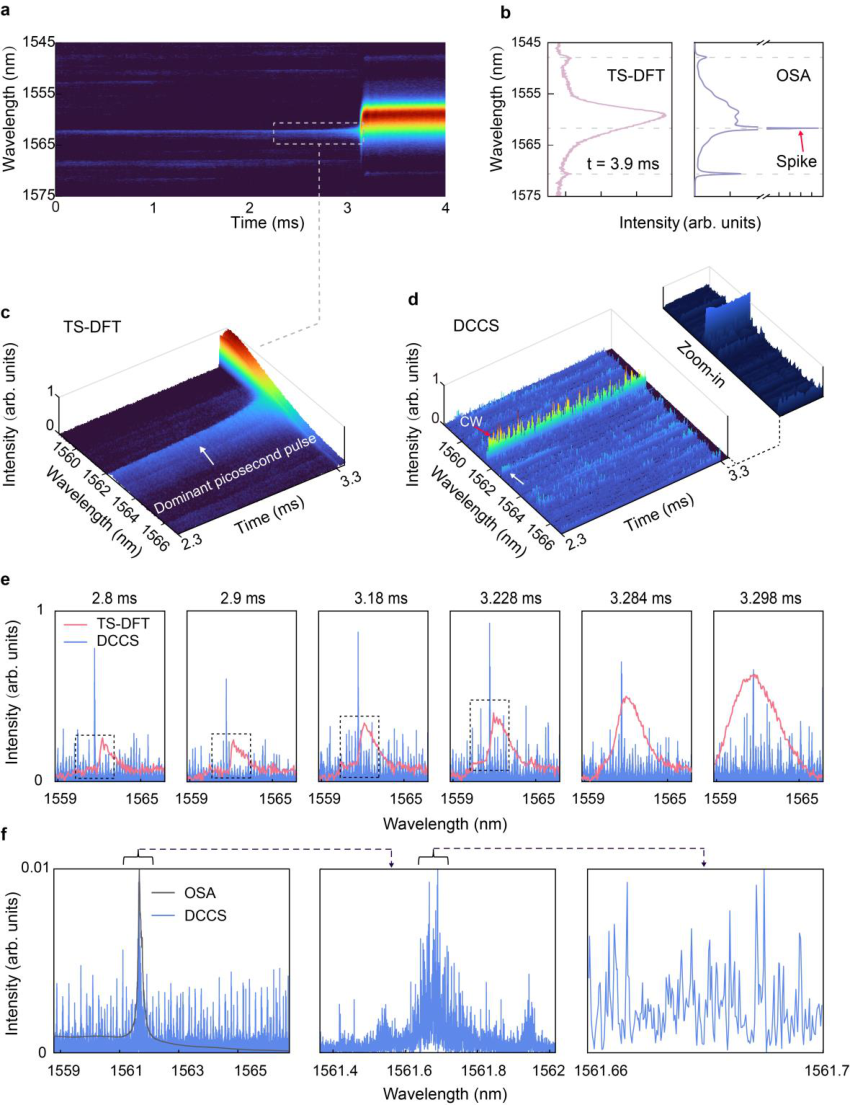 a
Wavelength (nm)
1545
1555
1565
1575
0
1
2
3
4
Time (ms)
b
Wavelength (nm)
1545
1555
1565
1575
TS-DFT
t = 3.9 ms
OSA
Spike
Intensity (arb. units)
c
TS-DFT
Intensity (arb. units)
1
0
1560
1562
1564
1566
Wavelength (nm)
Dominant picosecond pulse
2.3
Time (ms)
3.3
d
DCCS
Zoom-in
Intensity (arb. units)
1
0
CW
1560
1562
1564
1566
Wavelength (nm)
2.3
Time (ms)
3.3
e
2.8 ms
2.9 ms
3.18 ms
3.228 ms
3.284 ms
3.298 ms
Intensity (arb. units)
1
0
TS-DFT
DCCS
1559
1565
1559
1565
1559
1565
1559
1565
1559
1565
1559
1565
Wavelength (nm)
f
Intensity (arb. units)
0.01
0
OSA
DCCS
1559
1561
1563
1565
1561.4
1561.6
1561.8
1562
1561.66
1561.7
Wavelength (nm)